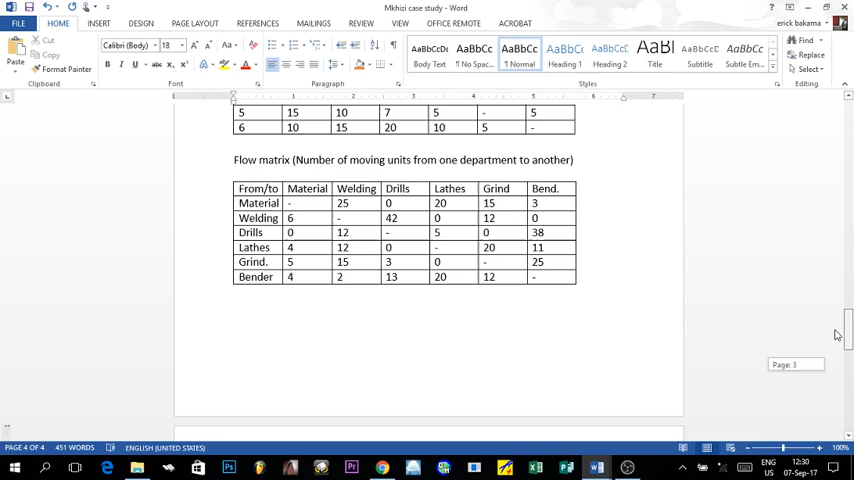 Mkhizi case study - Word
FILE HOME INSERT DESIGN PAGE LAYOUT REFERENCES MAILINGS REVIEW VIEW OFFICE REMOTE ACROBAT erick bakama
Paste
Cut
Copy
Format Painter
Clipboard
Calibri (Body) 18
Font
Paragraph
AaBbCcDc AaBbCc AaBbCc AaBbCc AaBbCc AaBbC AaBbCc AaBbCc
Body Text ¶ No Spac... ¶ Normal Heading 1 Heading 2 Title Subtitle Emphasis
Styles
Find
Replace
Select
Editing
5 15 10 7 5 - 5
6 10 15 20 10 5 -
Flow matrix (Number of moving units from one department to another)
From/to Material Welding Drills Lathes Grind Bend.
Material - 25 0 20 15 3
Welding 6 - 42 0 12 0
Drills 0 12 - 5 0 38
Lathes 4 12 0 - 20 11
Grind. 5 15 3 0 - 25
Bender 4 2 13 20 12 -
Page: 3
PAGE 4 OF 4 451 WORDS ENGLISH (UNITED STATES) 100%
ENG
US
12:30
07-Sep-17